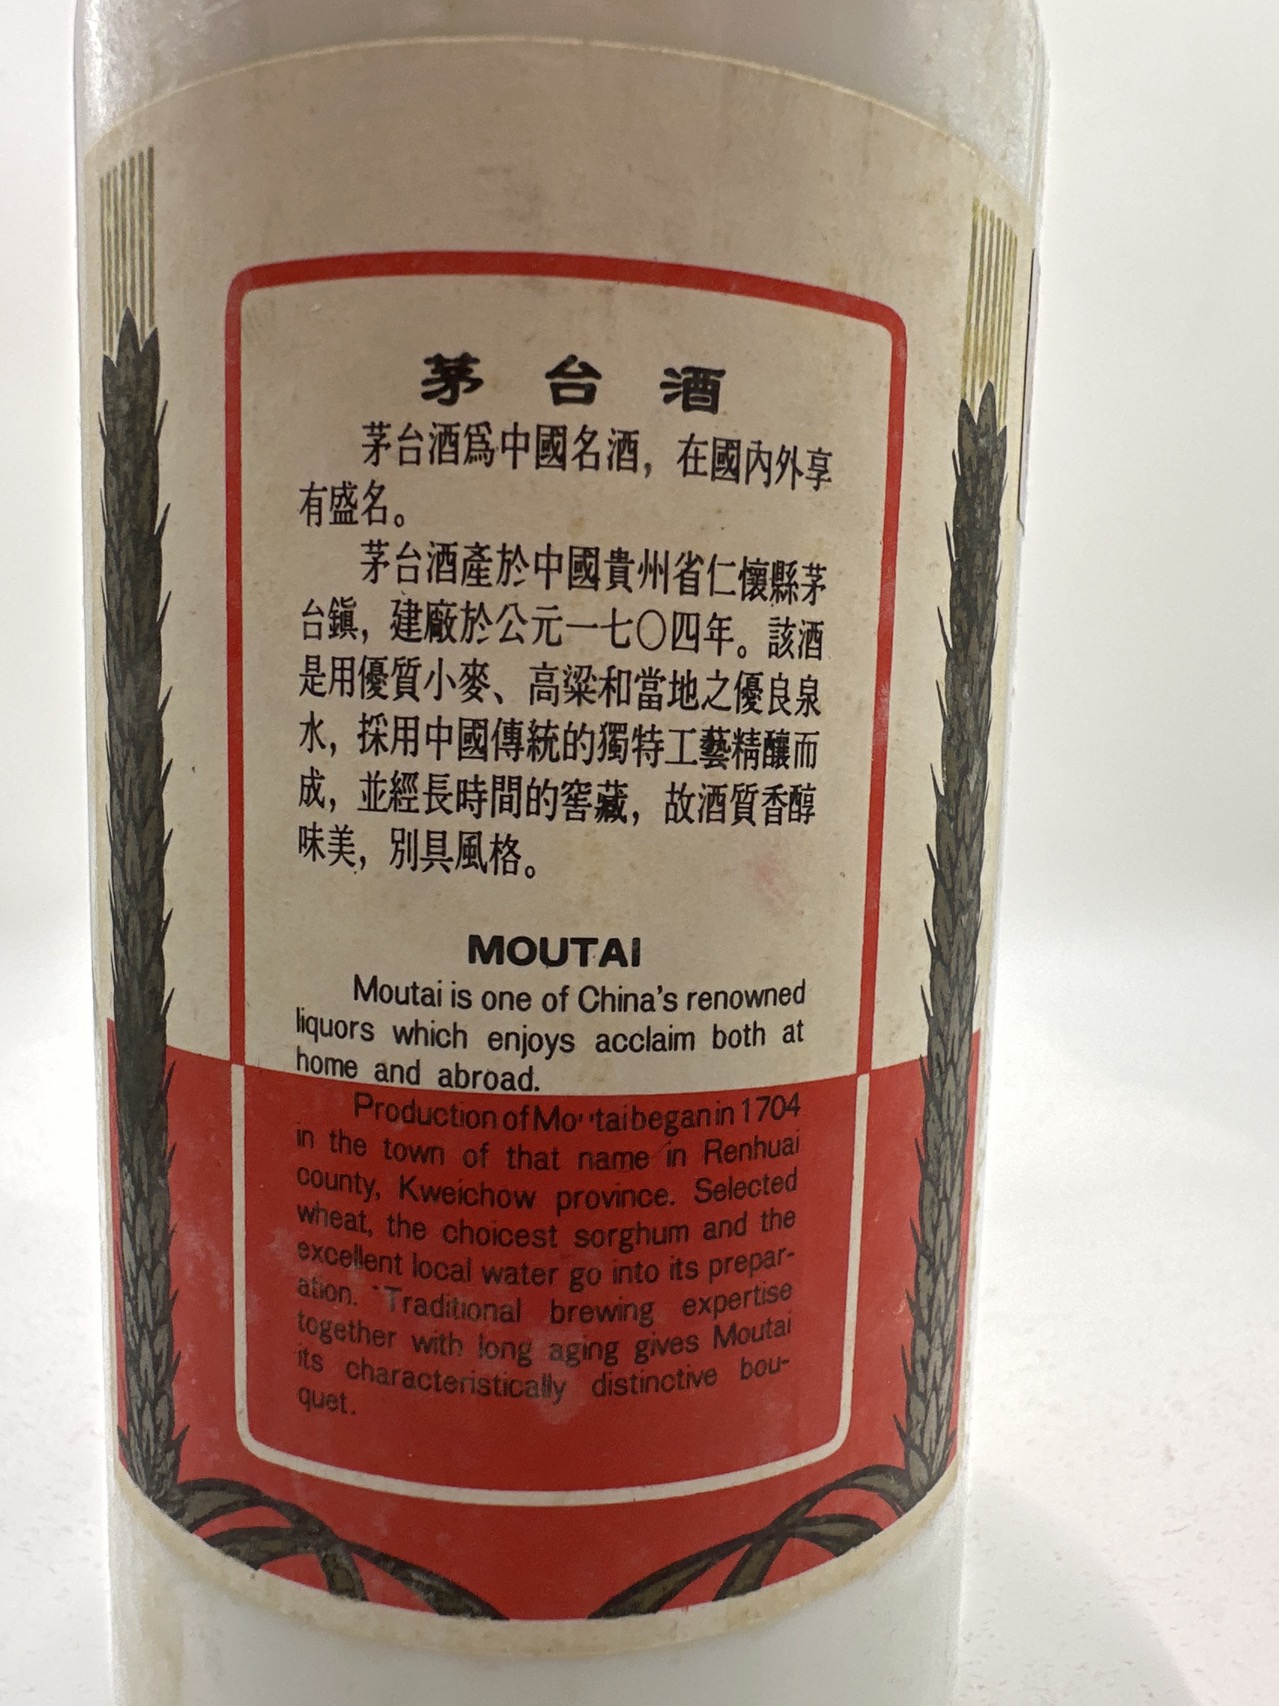 茅台酒
茅台酒爲中國名酒，在國內外享
有盛名。
茅台酒產於中國貴州省仁懷縣茅
台鎭，建廠於公元一七〇四年。該酒
是用優質小麥、高粱和當地之優良泉
水，採用中國傳統的獨特工藝精釀而
成，並經長時間的窖藏，故酒質香醇
味美，別具風格。
MOUTAI
Moutai is one of China's renowned
liquors which enjoys acclaim both at
home and abroad.
Production of Moutai began in 1704
in the town of that name in Renhuai
county, Kweichow province. Selected
wheat, the choicest sorghum and the
excellent local water go into its prepar-
ation. Traditional brewing expertise
together with long aging gives Moutai
its characteristically distinctive bou-
quet.